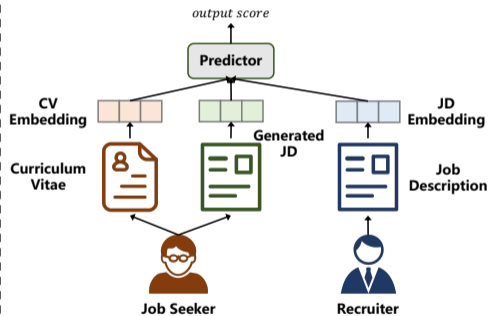 output score
Predictor
CV
Embedding
JD
Embedding
Generated
JD
Curriculum
Vitae
Job
Description
Job Seeker
Recruiter